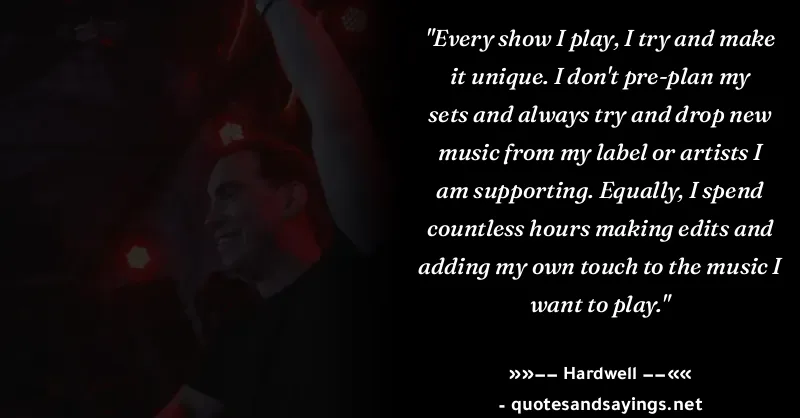 "Every show I play, I try and make
it unique. I don't pre-plan my
sets and always try and drop new
music from my label or artists I
am supporting. Equally, I spend
countless hours making edits and
adding my own touch to the music I
want to play."
»»−− Hardwell −−««
- quotesandsayings.net